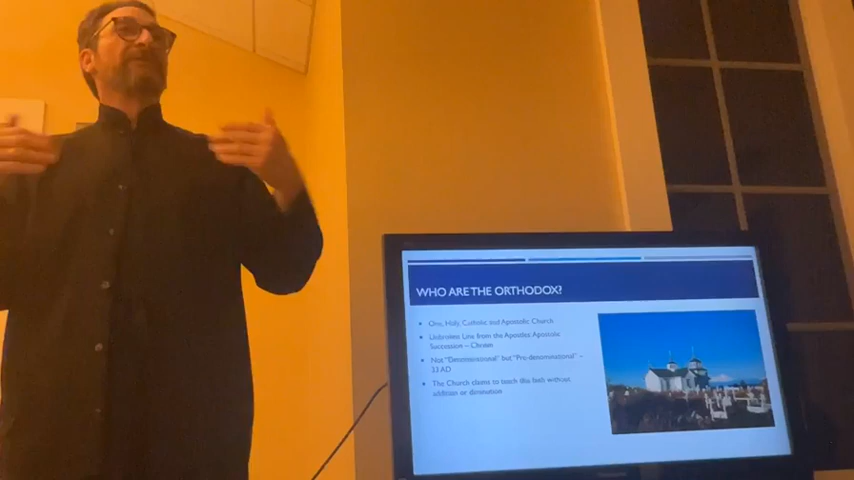 WHO ARE THE ORTHODOX?
• One, Holy, Catholic and Apostolic Church
• Unbroken Line from the Apostles: Apostolic
Succession – Chrism
• Not "Denominational" but "Pre-denominational" –
33 AD
• The Church claims to teach the faith without
addition or diminution